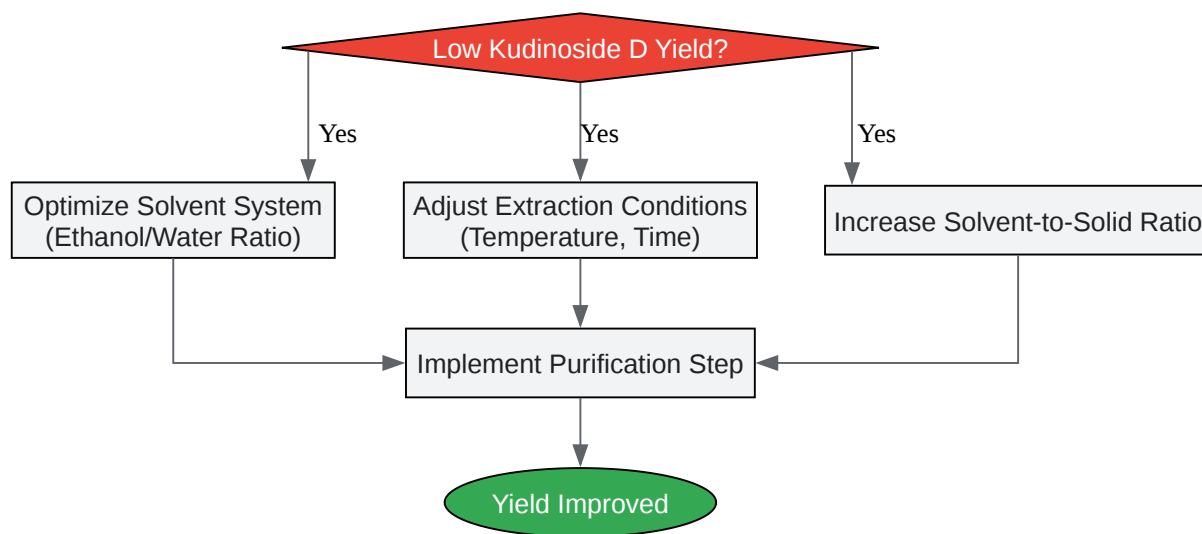 Low Kudinoside D Yield?
Yes
Yes
Yes
Optimize Solvent System
(Ethanol/Water Ratio)
Adjust Extraction Conditions
(Temperature, Time)
Increase Solvent-to-Solid Ratio
Implement Purification Step
Yield Improved